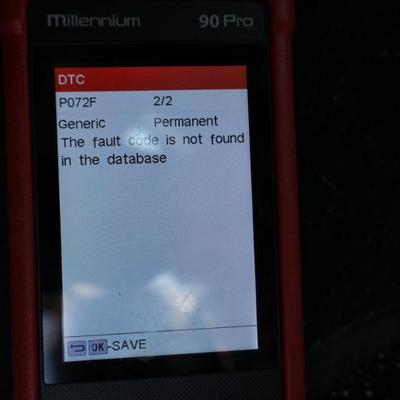 Millennium 90 Pro
DTC
P072F 2/2
Generic Permanent
The fault code is not found
in the database
OK-SAVE